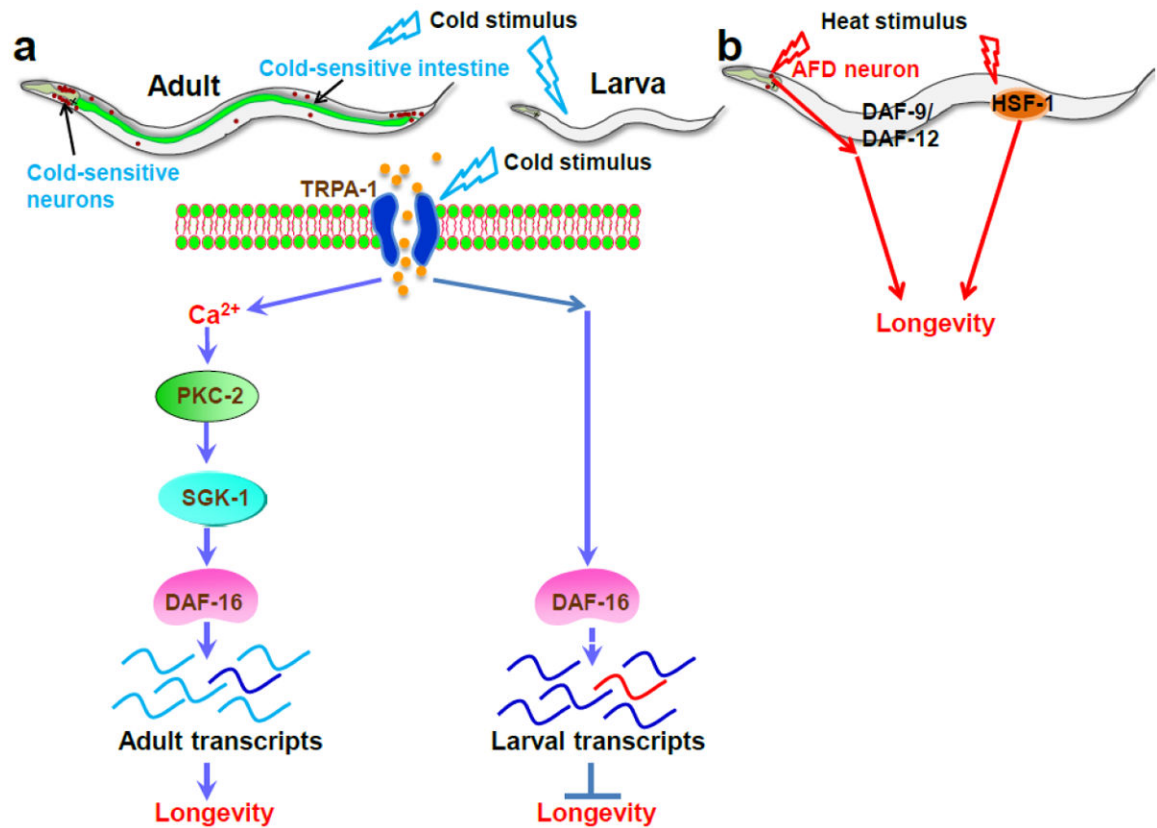 a
Cold stimulus
Adult
Cold-sensitive intestine
Larva
Cold-sensitive
neurons
TRPA-1
Cold stimulus
Ca²⁺
PKC-2
SGK-1
DAF-16
DAF-16
Adult transcripts
Larval transcripts
Longevity
Longevity
b
Heat stimulus
AFD neuron
DAF-9/
DAF-12
HSF-1
Longevity